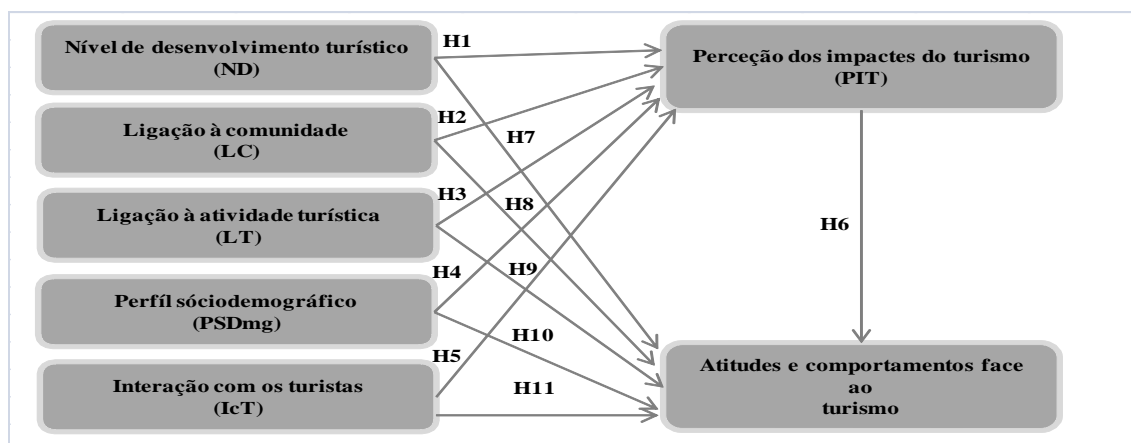 Nível de desenvolvimento turístico
(ND)
H1
Perceção dos impactes do turismo
(PIT)
Ligação à comunidade
(LC)
H2
H7
Ligação à atividade turística
(LT)
H3
H8
H6
Perfíl sóciodemográfico
(PSDmg)
H4
H9
H10
Interação com os turistas
(IcT)
H5
H11
Atitudes e comportamentos face
ao
turismo